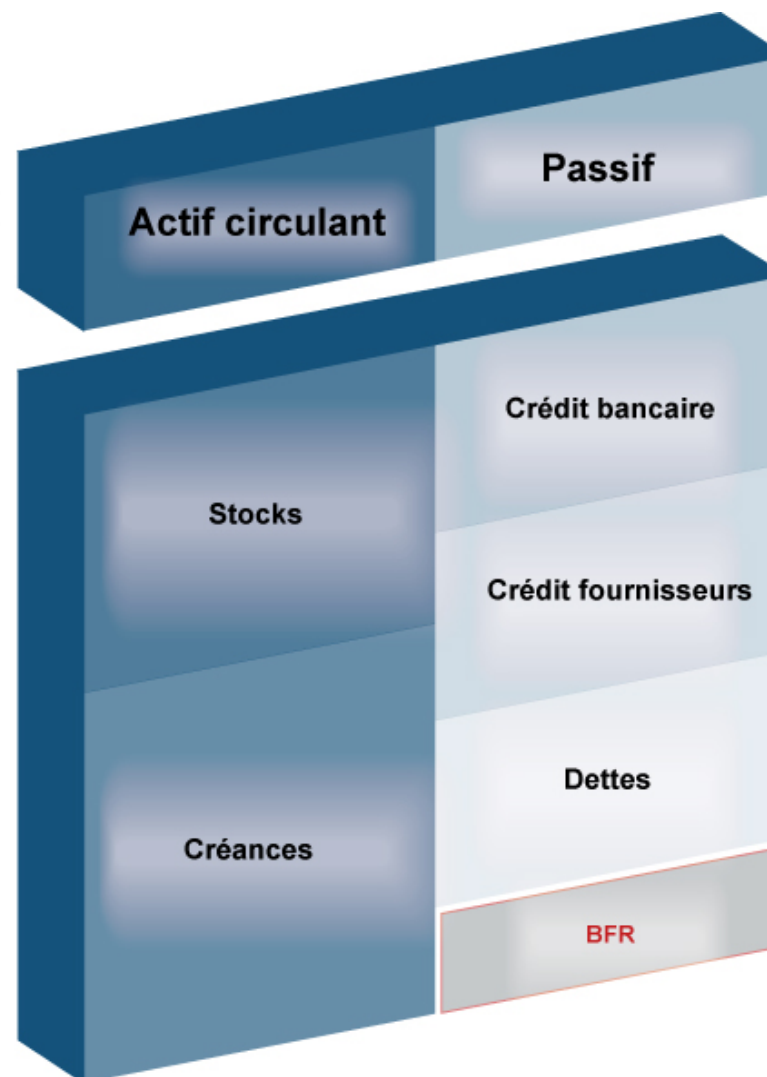 Actif circulant
Passif
Stocks
Créances
Crédit bancaire
Crédit fournisseurs
Dettes
BFR